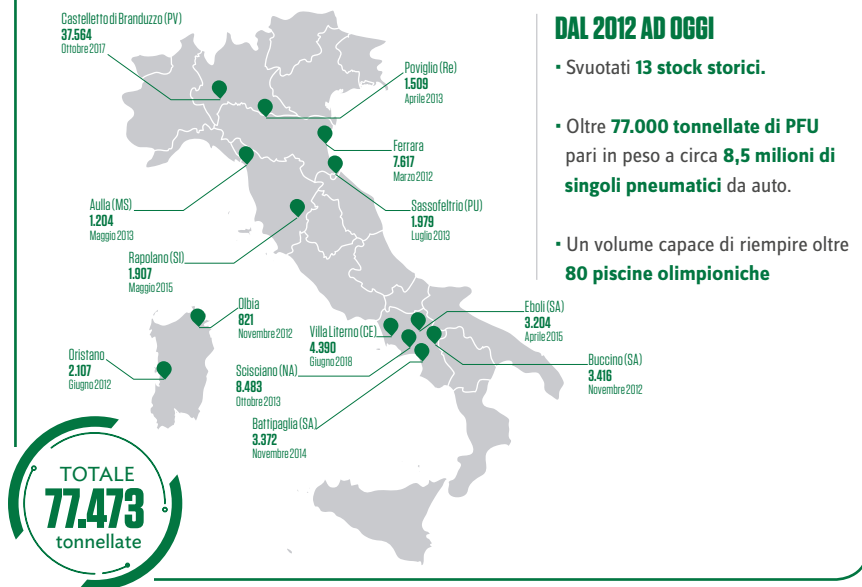 Castelletto di Branduzzo (PV)
37.564
Ottobre 2017
Poviglio (Re)
1.509
Aprile 2013
Ferrara
7.617
Marzo 2012
Aulla (MS)
1.204
Maggio 2013
Sassofeltrio (PU)
1.979
Luglio 2013
Rapolano (SI)
1.907
Maggio 2015
Olbia
821
Novembre 2012
Oristano
2.107
Giugno 2012
Villa Literno (CE)
4.390
Giugno 2018
Eboli (SA)
3.204
Aprile 2015
Scisciano (NA)
8.483
Ottobre 2013
Buccino (SA)
3.416
Novembre 2012
Battipaglia (SA)
3.372
Novembre 2014
TOTALE
77.473
tonnellate
DAL 2012 AD OGGI
▪ Svuotati 13 stock storici.
▪ Oltre 77.000 tonnellate di PFU
pari in peso a circa 8,5 milioni di
singoli pneumatici da auto.
▪ Un volume capace di riempire oltre
80 piscine olimpioniche